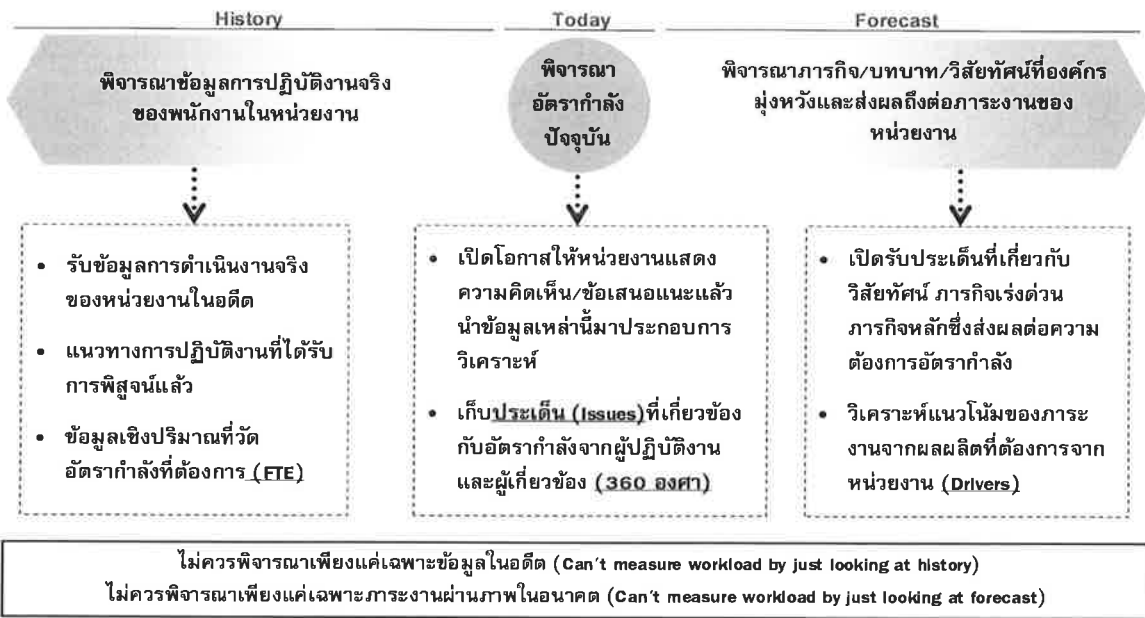 History
Today
Forecast
พิจารณาข้อมูลการปฏิบัติงานจริง
ของพนักงานในหน่วยงาน
พิจารณา
อัตรากำลัง
ปัจจุบัน
พิจารณาภารกิจ/บทบาท/วิสัยทัศน์ที่องค์กร
มุ่งหวังและส่งผลถึงต่อภาระงานของ
หน่วยงาน
• รับข้อมูลการดำเนินงานจริง
ของหน่วยงานในอดีต
• แนวทางการปฏิบัติงานที่ได้รับ
การพิสูจน์แล้ว
• ข้อมูลเชิงปริมาณที่วัด
อัตรากำลังที่ต้องการ (FTE)
• เปิดโอกาสให้หน่วยงานแสดง
ความคิดเห็น/ข้อเสนอแนะแล้ว
นำข้อมูลเหล่านี้มาประกอบการ
วิเคราะห์
• เก็บประเด็น (Issues)ที่เกี่ยวข้อง
กับอัตรากำลังจากผู้ปฏิบัติงาน
และผู้เกี่ยวข้อง (360 องศา)
• เปิดรับประเด็นที่เกี่ยวกับ
วิสัยทัศน์ ภารกิจเร่งด่วน
ภารกิจหลักซึ่งส่งผลต่อความ
ต้องการอัตรากำลัง
• วิเคราะห์แนวโน้มของภาระ
งานจากผลผลิตที่ต้องการจาก
หน่วยงาน (Drivers)
ไม่ควรพิจารณาเพียงแค่เฉพาะข้อมูลในอดีต (Can't measure workload by just looking at history)
ไม่ควรพิจารณาเพียงแค่เฉพาะภาระงานผ่านภาพในอนาคต (Can't measure workload by just looking at forecast)